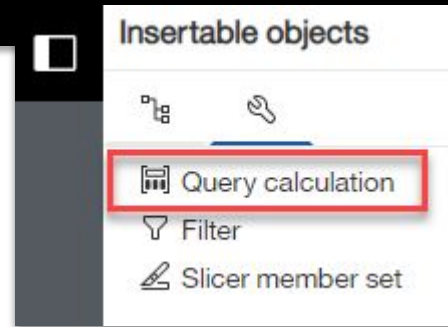 Insertable objects
Query calculation
Filter
Slicer member set